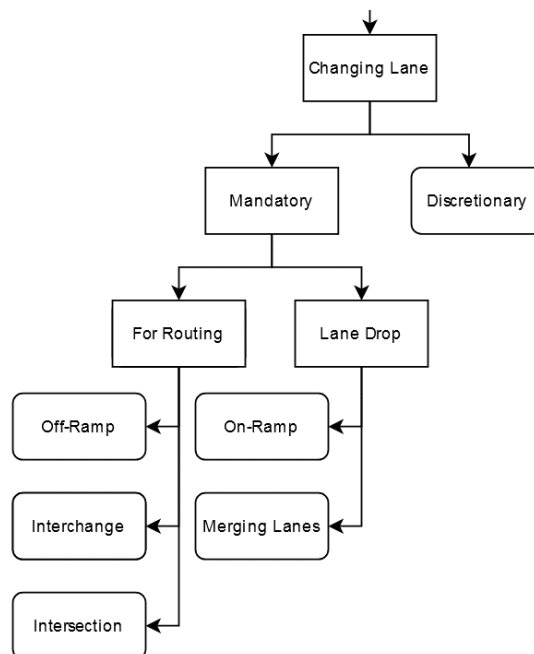 Changing Lane
Mandatory
Discretionary
For Routing
Lane Drop
Off-Ramp
On-Ramp
Interchange
Merging Lanes
Intersection